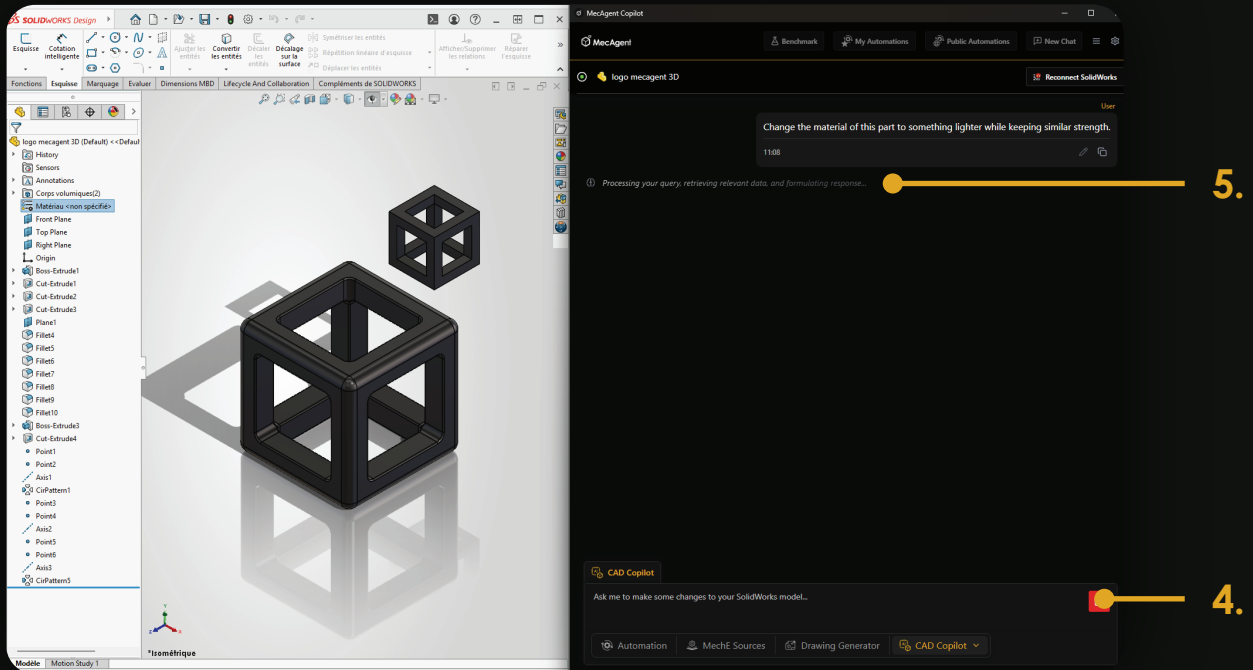 SOLIDWORKS Design
Esquisse
Cotation intelligente
Ajuster les entités
Convertir les entités
Décaler les entités
Décalage sur la surface
Symétriser les entités
Répétition linéaire d'esquisse
Déplacer les entités
Afficher/Supprimer les relations
Réparer l'esquisse
Fonctions
Esquisse
Marquage
Evaluer
Dimensions MBD
Lifecycle And Collaboration
Compléments de SOLIDWORKS
logo mecagent 3D (Default) <<Defaul
History
Sensors
Annotations
Corps volumiques(2)
Matériau <non spécifié>
Front Plane
Top Plane
Right Plane
Origin
Boss-Extrude1
Cut-Extrude1
Cut-Extrude2
Cut-Extrude3
Plane1
Fillet4
Fillet5
Fillet6
Fillet7
Fillet8
Fillet9
Fillet10
Boss-Extrude3
Cut-Extrude4
Point1
Point2
Axis1
CirPattern1
Point3
Point4
Axis2
Point5
Point6
Axis3
CirPattern5
Y
Z
X
*Isométrique
Modèle
Motion Study 1
MecAgent Copilot
MecAgent
Benchmark
My Automations
Public Automations
New Chat
logo mecagent 3D
Reconnect SolidWorks
User
Change the material of this part to something lighter while keeping similar strength.
11:08
Processing your query, retrieving relevant data, and formulating response...
5.
CAD Copilot
Ask me to make some changes to your SolidWorks model...
4.
Automation
MechE Sources
Drawing Generator
CAD Copilot